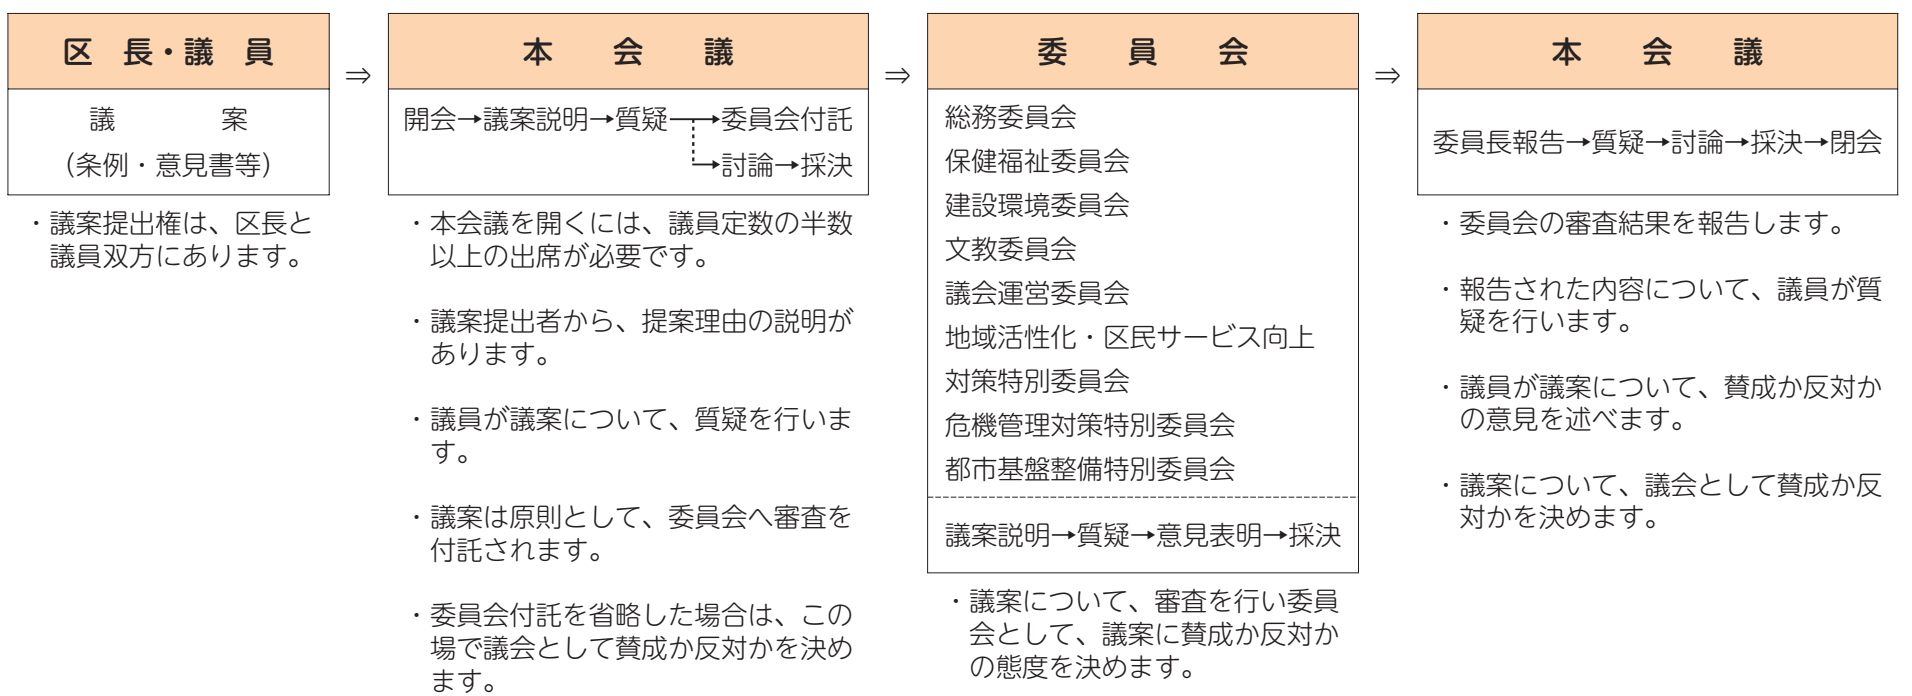 区　長・議　員
議　　　　案
（条例・意見書等）
・議案提出権は、区長と
議員双方にあります。
⇒
本　会　議
開会→議案説明→質疑→委員会付託
→討論→採決
・本会議を開くには、議員定数の半数
以上の出席が必要です。
・議案提出者から、提案理由の説明が
あります。
・議員が議案について、質疑を行いま
す。
・議案は原則として、委員会へ審査を
付託されます。
・委員会付託を省略した場合は、この
場で議会として賛成か反対かを決め
ます。
⇒
委　員　会
総務委員会
保健福祉委員会
建設環境委員会
文教委員会
議会運営委員会
地域活性化・区民サービス向上
対策特別委員会
危機管理対策特別委員会
都市基盤整備特別委員会
議案説明→質疑→意見表明→採決
・議案について、審査を行い委員
会として、議案に賛成か反対か
の態度を決めます。
⇒
本　会　議
委員長報告→質疑→討論→採決→閉会
・委員会の審査結果を報告します。
・報告された内容について、議員が質
疑を行います。
・議員が議案について、賛成か反対か
の意見を述べます。
・議案について、議会として賛成か反
対かを決めます。